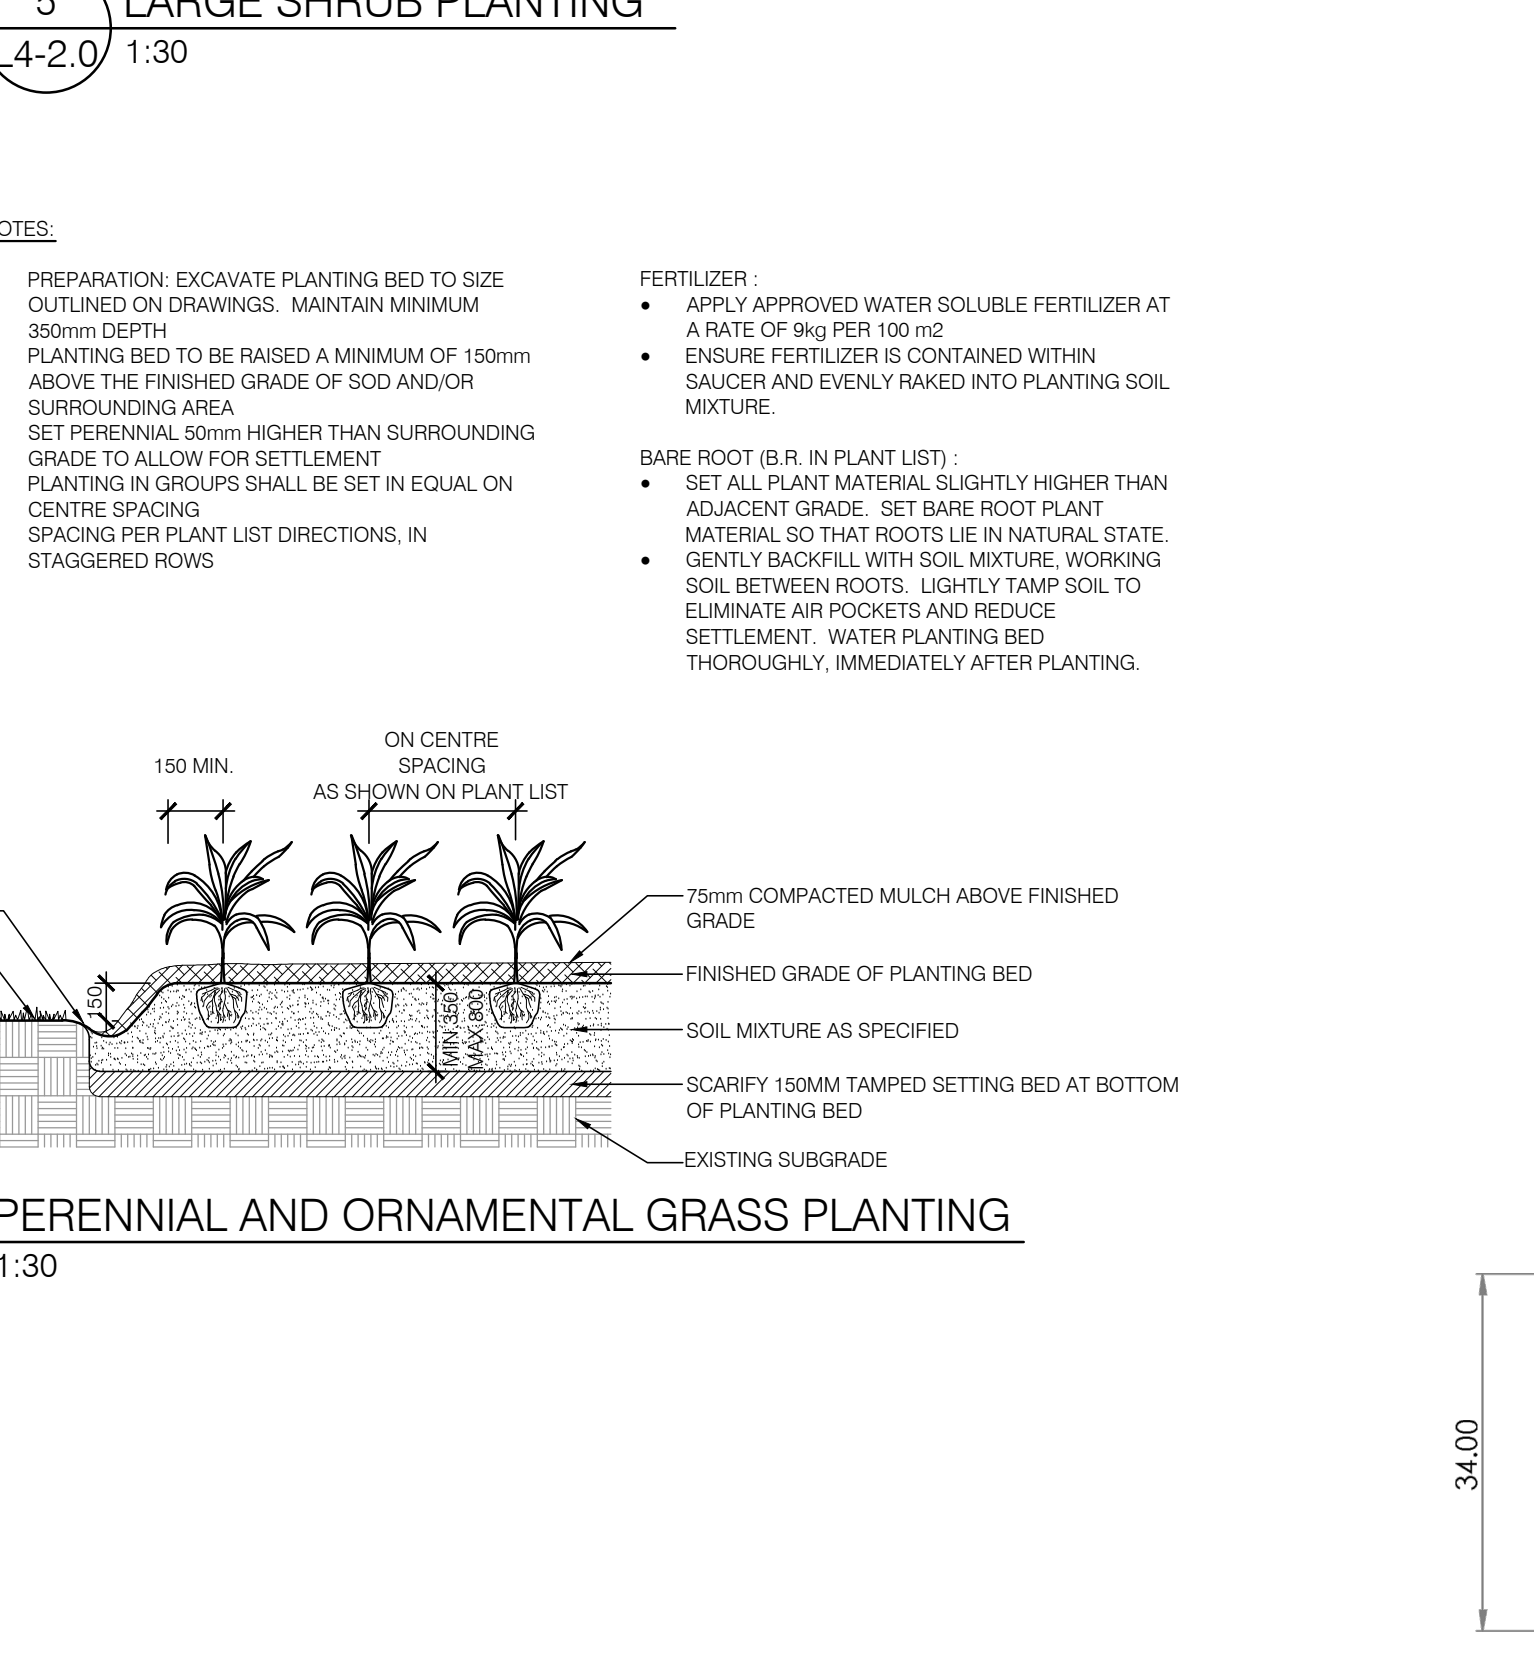 5
LARGE SHRUB PLANTING
L4-2.0
1:30
OTES:
PREPARATION: EXCAVATE PLANTING BED TO SIZE
OUTLINED ON DRAWINGS. MAINTAIN MINIMUM
350mm DEPTH
PLANTING BED TO BE RAISED A MINIMUM OF 150mm
ABOVE THE FINISHED GRADE OF SOD AND/OR
SURROUNDING AREA
SET PERENNIAL 50mm HIGHER THAN SURROUNDING
GRADE TO ALLOW FOR SETTLEMENT
PLANTING IN GROUPS SHALL BE SET IN EQUAL ON
CENTRE SPACING
SPACING PER PLANT LIST DIRECTIONS, IN
STAGGERED ROWS
FERTILIZER :
• APPLY APPROVED WATER SOLUBLE FERTILIZER AT
A RATE OF 9kg PER 100 m2
• ENSURE FERTILIZER IS CONTAINED WITHIN
SAUCER AND EVENLY RAKED INTO PLANTING SOIL
MIXTURE.
BARE ROOT (B.R. IN PLANT LIST) :
• SET ALL PLANT MATERIAL SLIGHTLY HIGHER THAN
ADJACENT GRADE. SET BARE ROOT PLANT
MATERIAL SO THAT ROOTS LIE IN NATURAL STATE.
• GENTLY BACKFILL WITH SOIL MIXTURE, WORKING
SOIL BETWEEN ROOTS. LIGHTLY TAMP SOIL TO
ELIMINATE AIR POCKETS AND REDUCE
SETTLEMENT. WATER PLANTING BED
THOROUGHLY, IMMEDIATELY AFTER PLANTING.
150 MIN.
ON CENTRE
SPACING
AS SHOWN ON PLANT LIST
150
MIN 350
MAX 800
75mm COMPACTED MULCH ABOVE FINISHED
GRADE
FINISHED GRADE OF PLANTING BED
SOIL MIXTURE AS SPECIFIED
SCARIFY 150MM TAMPED SETTING BED AT BOTTOM
OF PLANTING BED
EXISTING SUBGRADE
PERENNIAL AND ORNAMENTAL GRASS PLANTING
1:30
34.00